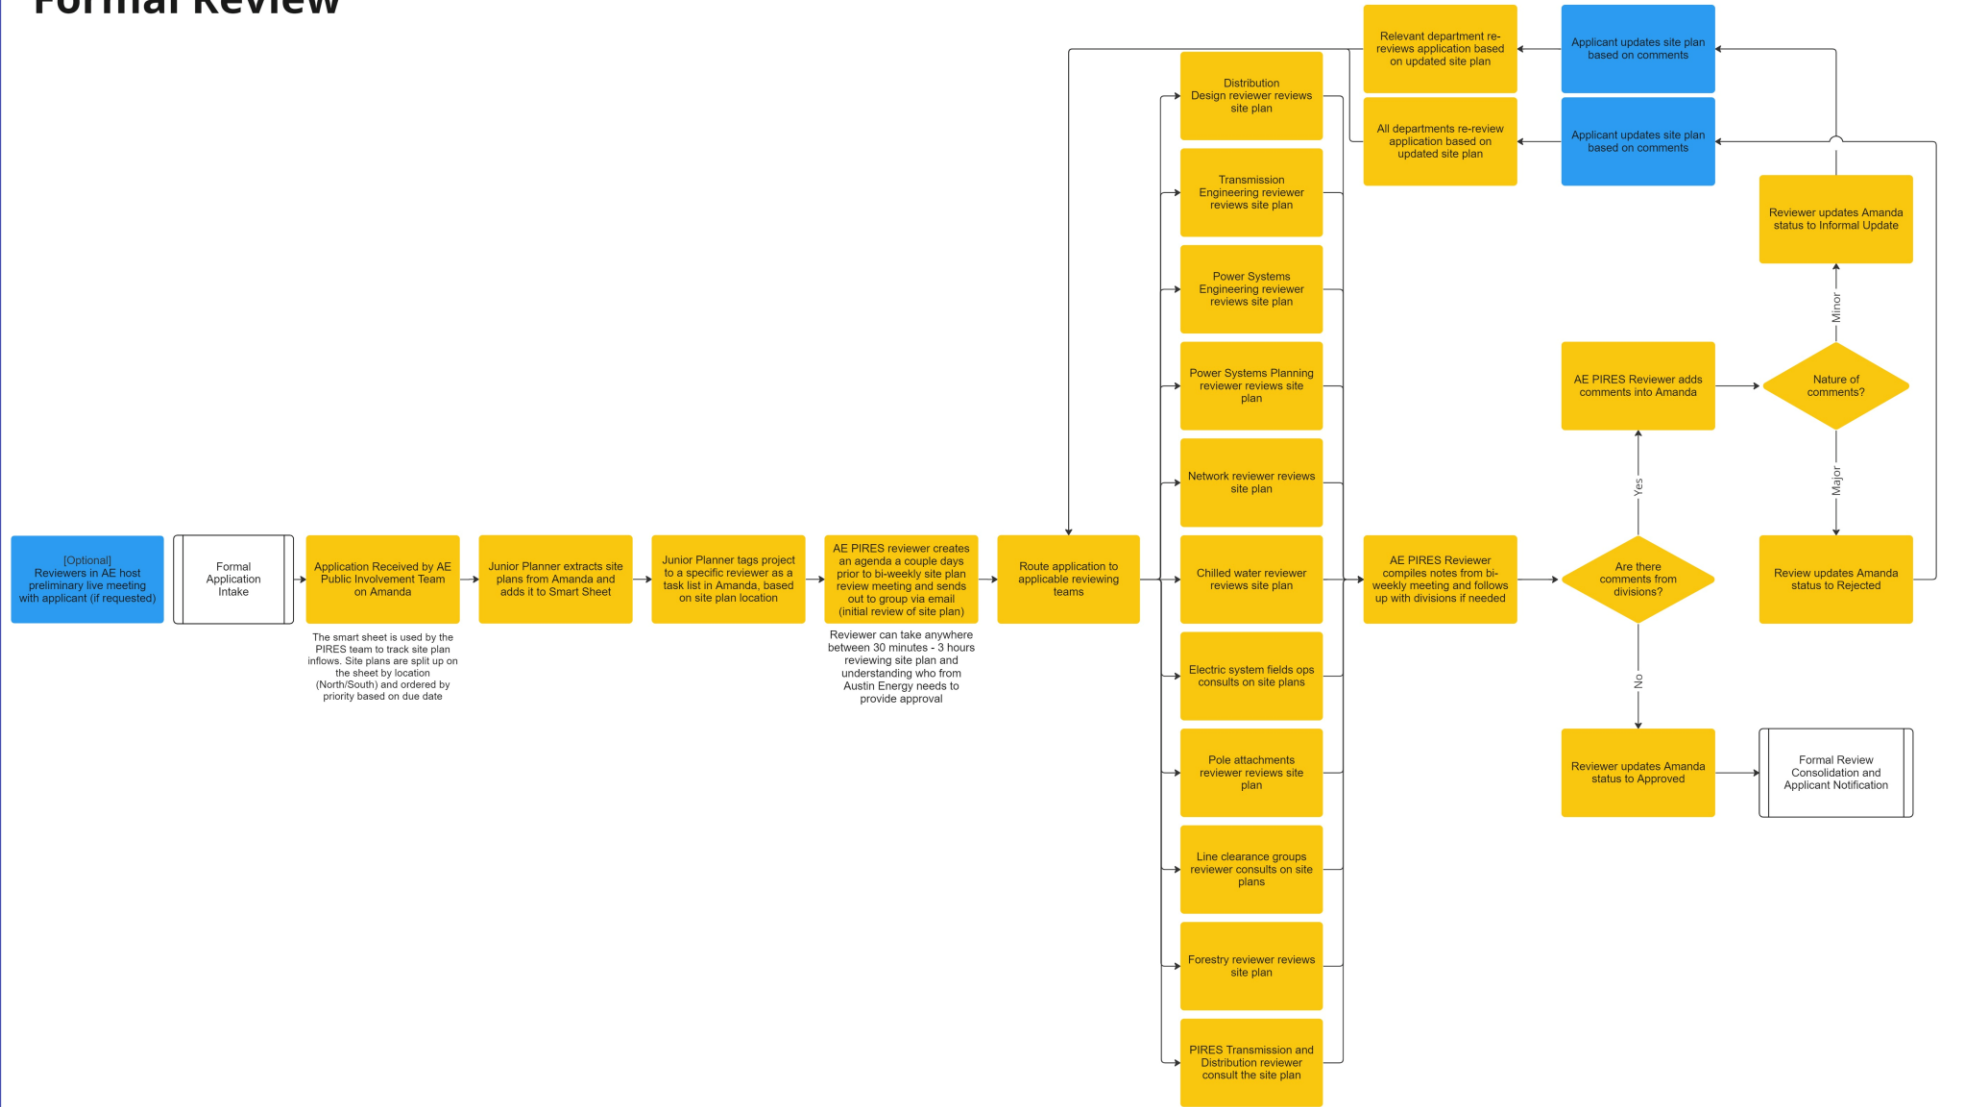 Formal Review
[Optional]
Reviewers in AE host
preliminary live meeting
with applicant (if requested)
Formal
Application
Intake
Application Received by AE
Public Involvement Team
on Amanda
The smart sheet is used by the
PIRES team to track site plan
inflows. Site plans are split up on
the sheet by location
(North/South) and ordered by
priority based on due date
Junior Planner extracts site
plans from Amanda and
adds it to Smart Sheet
Junior Planner tags project
to a specific reviewer as a
task list in Amanda, based
on site plan location
AE PIRES reviewer creates
an agenda a couple days
prior to bi-weekly site plan
review meeting and sends
out to group via email
(initial review of site plan)
Reviewer can take anywhere
between 30 minutes - 3 hours
reviewing site plan and
understanding who from
Austin Energy needs to
provide approval
Route application to
applicable reviewing
teams
Distribution
Design reviewer reviews
site plan
Transmission
Engineering reviewer
reviews site plan
Power Systems
Engineering reviewer
reviews site plan
Power Systems Planning
reviewer reviews site
plan
Network reviewer reviews
site plan
Chilled water reviewer
reviews site plan
Electric system fields ops
consults on site plans
Pole attachments
reviewer reviews site
plan
Line clearance groups
reviewer consults on site
plans
Forestry reviewer reviews
site plan
PIRES Transmission and
Distribution reviewer
consult the site plan
AE PIRES Reviewer
compiles notes from bi-
weekly meeting and follows
up with divisions if needed
Are there
comments from
divisions?
Yes
No
AE PIRES Reviewer adds
comments into Amanda
Nature of
comments?
Minor
Major
Reviewer updates Amanda
status to Informal Update
Review updates Amanda
status to Rejected
Applicant updates site plan
based on comments
Relevant department re-
reviews application based
on updated site plan
Applicant updates site plan
based on comments
All departments re-review
application based on
updated site plan
Reviewer updates Amanda
status to Approved
Formal Review
Consolidation and
Applicant Notification